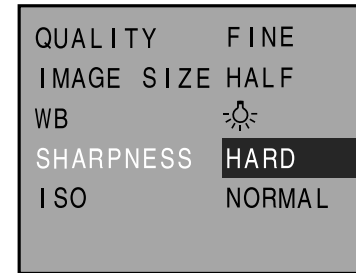 QUALITY FINE
IMAGE SIZE HALF
WB
SHARPNESS HARD
ISO NORMAL